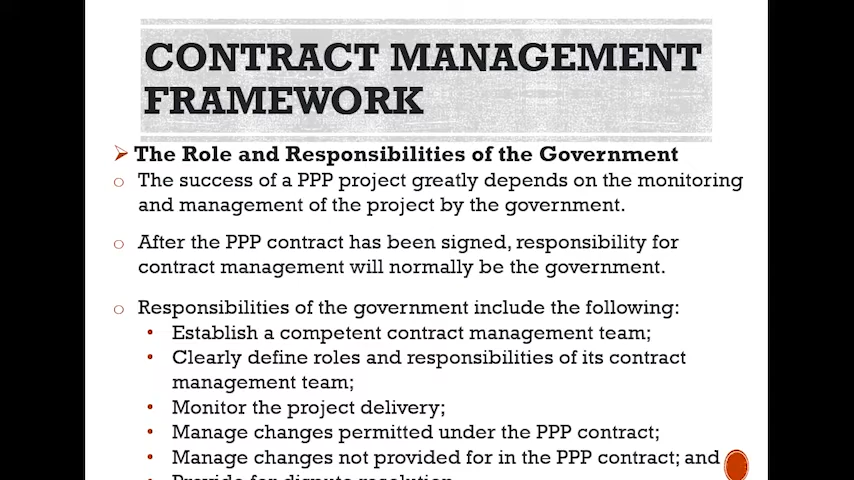 CONTRACT MANAGEMENT
FRAMEWORK
The Role and Responsibilities of the Government
The success of a PPP project greatly depends on the monitoring
and management of the project by the government.
After the PPP contract has been signed, responsibility for
contract management will normally be the government.
Responsibilities of the government include the following:
Establish a competent contract management team;
Clearly define roles and responsibilities of its contract
management team;
Monitor the project delivery;
Manage changes permitted under the PPP contract;
Manage changes not provided for in the PPP contract; and
Provide for dispute resolution